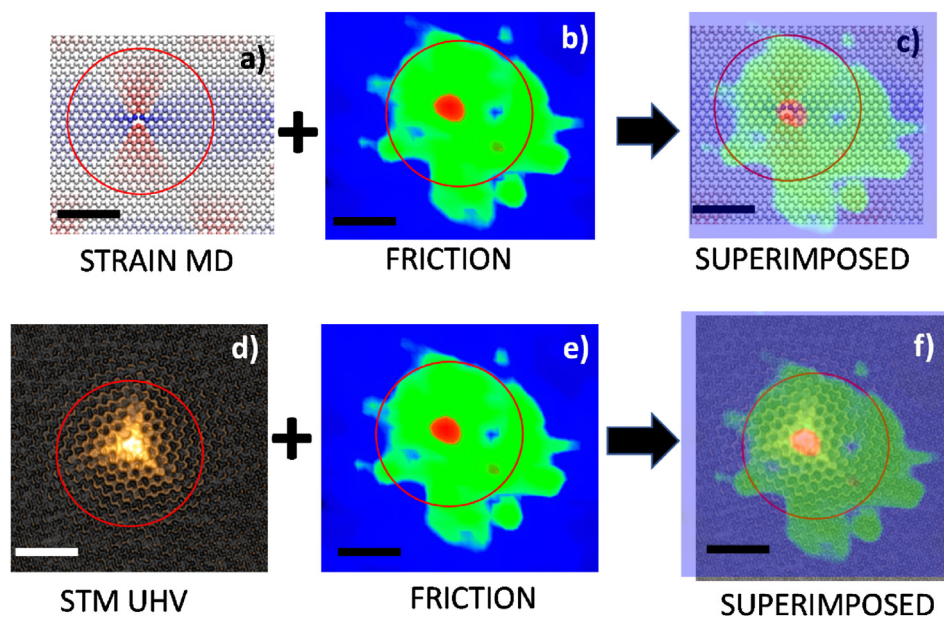 a)
b)
c)
STRAIN MD
+
FRICTION
SUPERIMPOSED
d)
e)
f)
STM UHV
+
FRICTION
SUPERIMPOSED